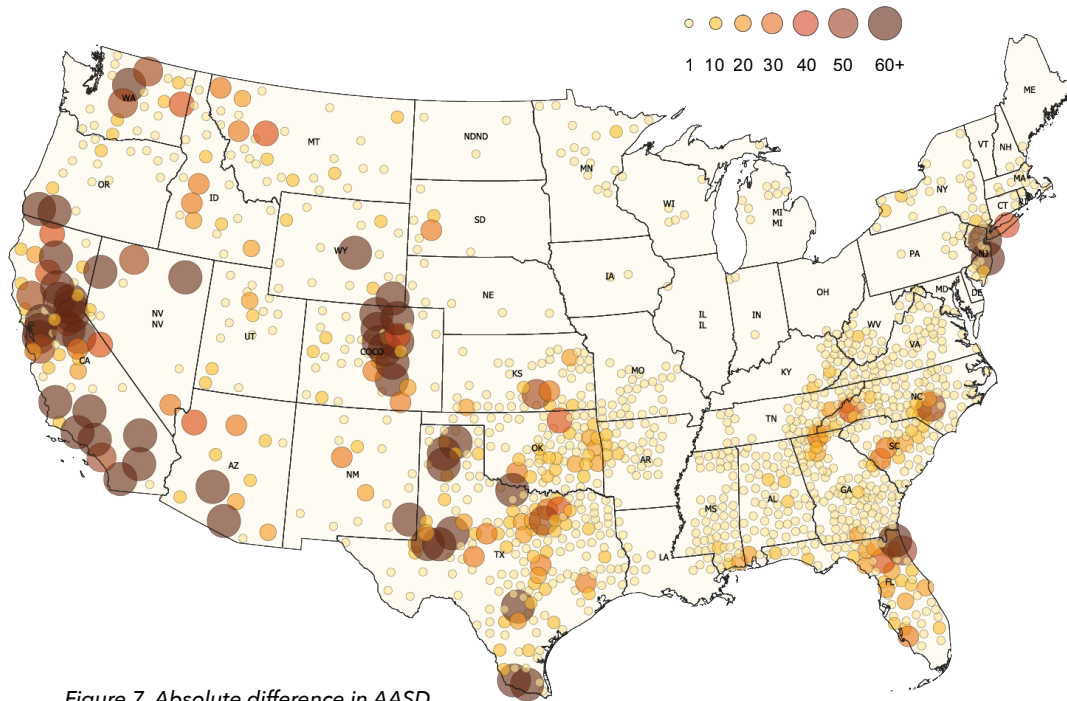 1 10 20 30 40 50 60+
WA
ME
MT
NDND
MN
VT
NH
OR
ID
NY
MA
WI
SD
MI
MI
CT
WY
PA
NJ
IA
NE
OH
MD
DE
NV
NV
IL
IL
IN
UT
COCO
WV
CA
VA
KS
MO
KY
NC
TN
OK
AZ
NM
AR
SC
GA
MS
AL
TX
LA
FL
Figure 7. Absolute difference in AASD